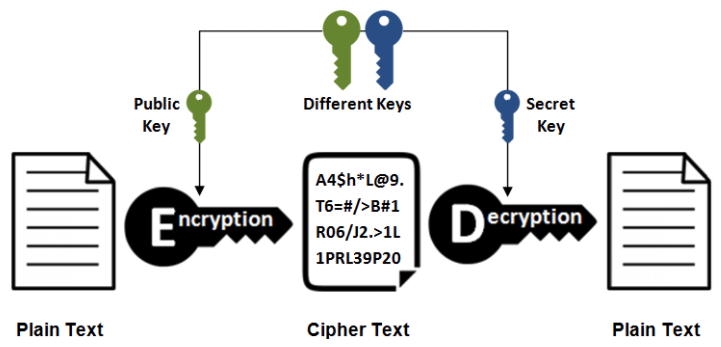 Public
Key
Different Keys
Secret
Key
Encryption
A4$h*L@9.
T6=#/>B#1
R06/J2.>1L
1PRL39P20
Decryption
Plain Text
Cipher Text
Plain Text